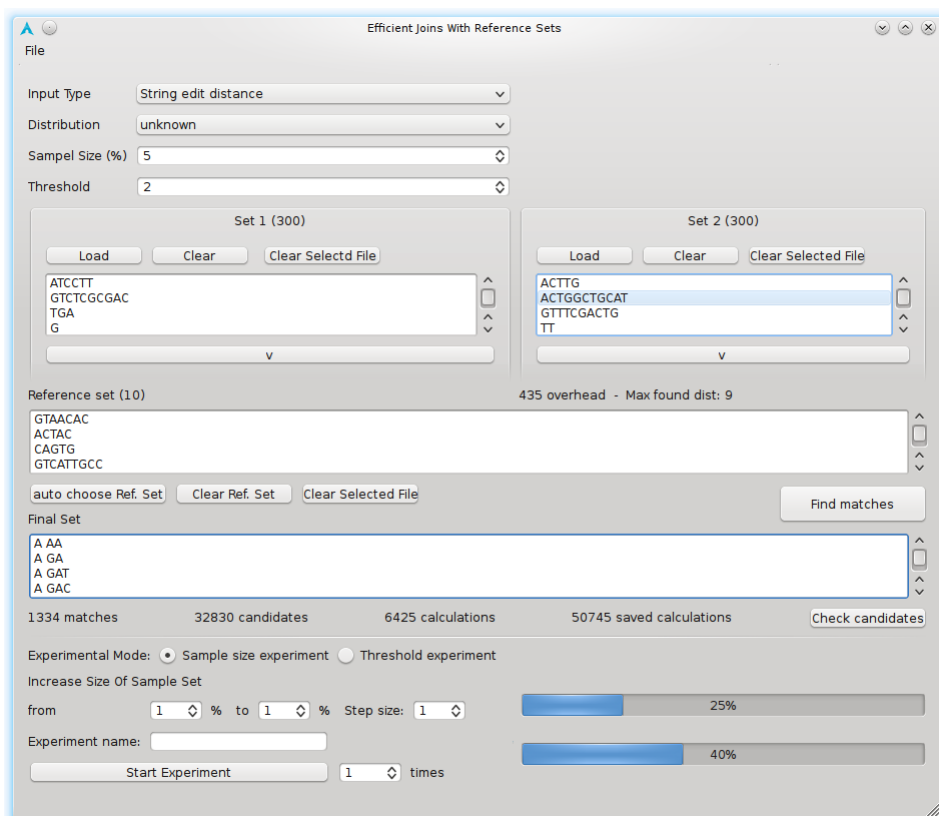 Efficient Joins With Reference Sets
File
Input Type String edit distance
Distribution unknown
Sampel Size (%) 5
Threshold 2
Set 1 (300) Set 2 (300)
Load Clear Clear Selectd File Load Clear Clear Selected File
ATCCTT ACTTG
GTCTCGCGAC ACTGGCTGCAT
TGA GTTTCGACTG
G TT
v v
Reference set (10) 435 overhead - Max found dist: 9
GTAACAC
ACTAC
CAGTG
GTCATTGCC
auto choose Ref. Set Clear Ref. Set Clear Selected File Find matches
Final Set
A AA
A GA
A GAT
A GAC
1334 matches 32830 candidates 6425 calculations 50745 saved calculations Check candidates
Experimental Mode: Sample size experiment Threshold experiment
Increase Size Of Sample Set
from 1 % to 1 % Step size: 1 25%
Experiment name: 40%
Start Experiment 1 times